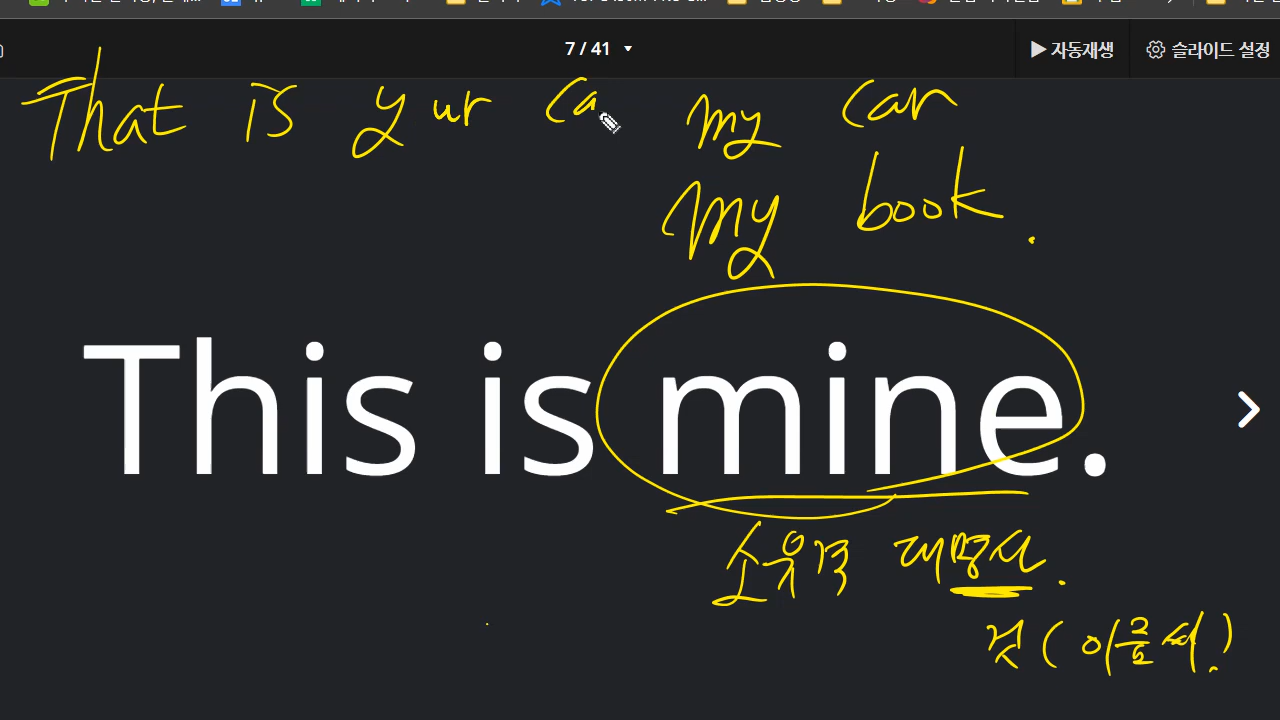 7 / 41
▶ 자동재생
슬라이드 설정
That is yur ca my car
my book.
This is mine.
소유격 대명사.
것(이름씨!)